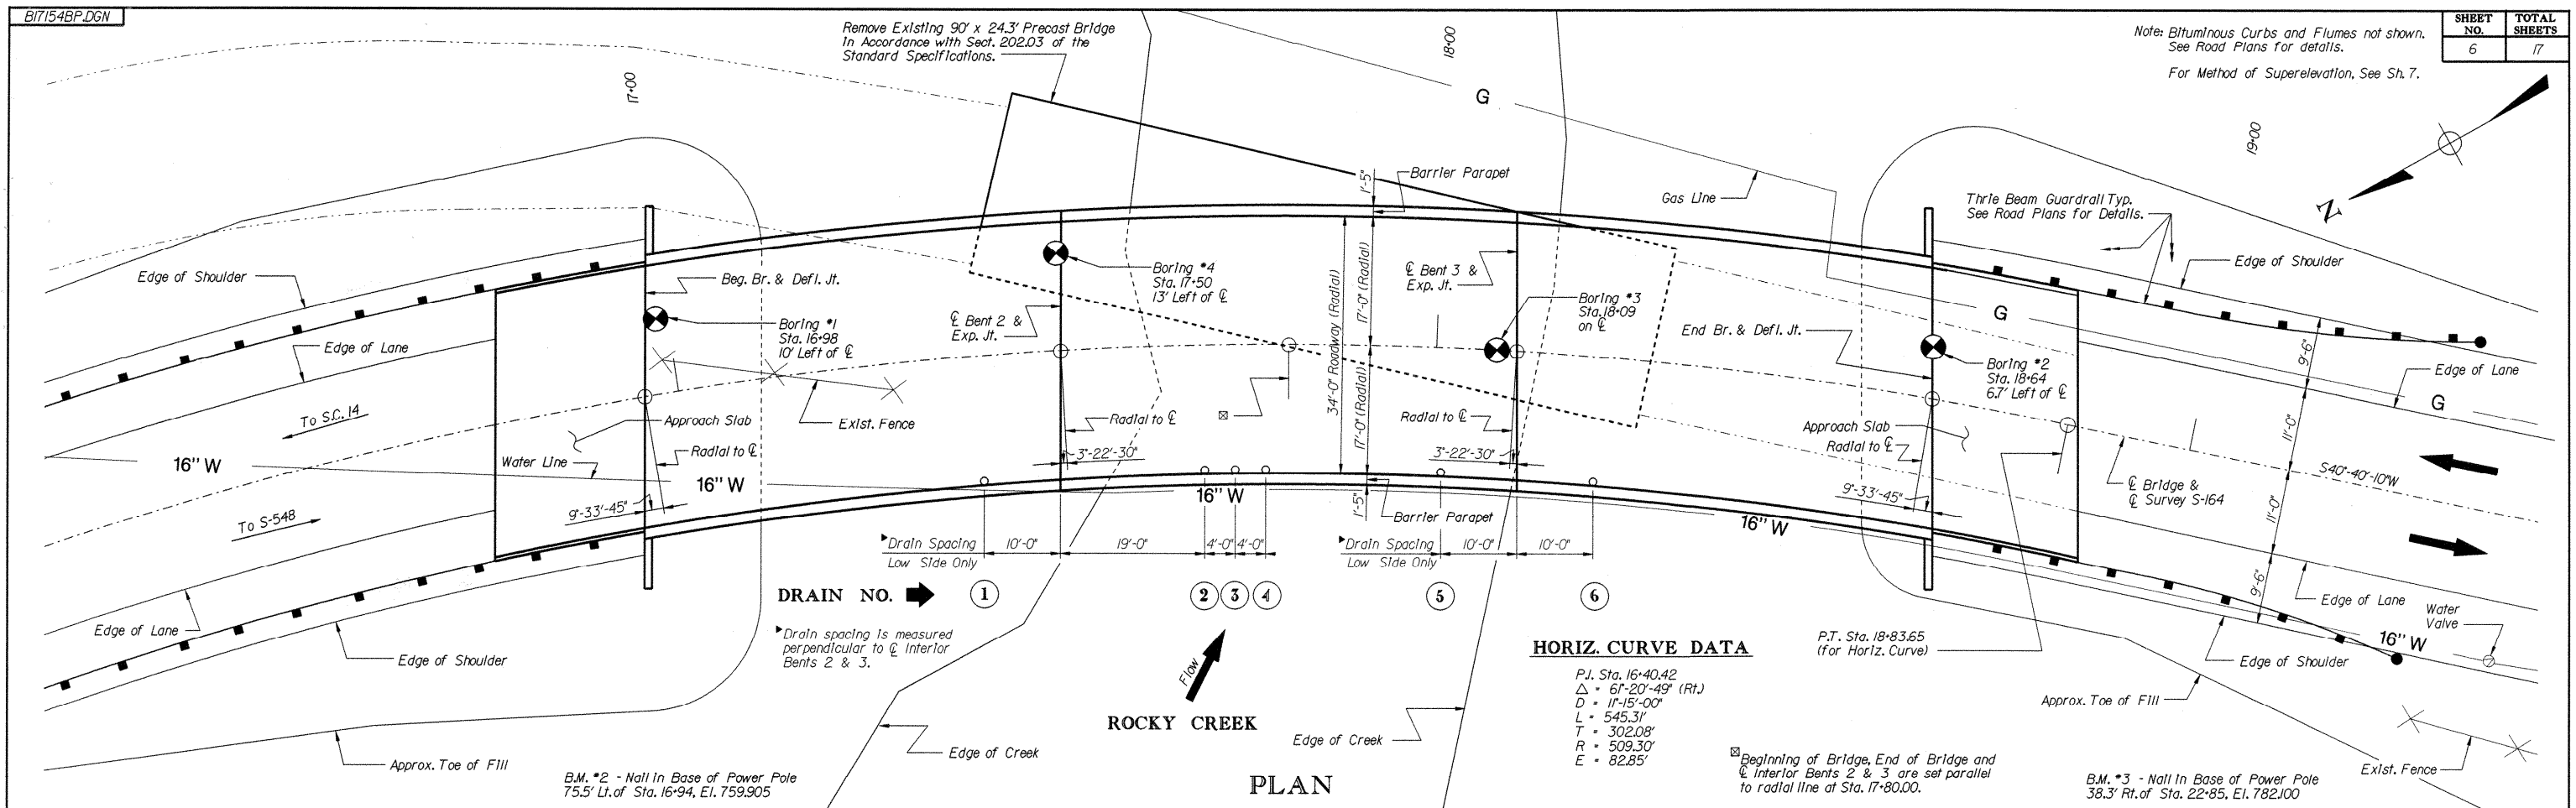 B17154BP.DGN
Remove Existing 90' x 24.3' Precast Bridge
In Accordance with Sect. 202.03 of the
Standard Specifications.
17+00
18+00
19+00
Note: Bituminous Curbs and Flumes not shown.
See Road Plans for details.
For Method of Superelevation, See Sh. 7.
SHEET NO.
TOTAL SHEETS
6
17
N
G
Gas Line
Barrier Parapet
1'-5"
Thrie Beam Guardrail Typ.
See Road Plans for Details.
Edge of Shoulder
Edge of Shoulder
Beg. Br. & Defl. Jt.
Boring #4
Sta. 17+50
13' Left of ℄
℄ Bent 3 &
Exp. Jt.
Boring #3
Sta. 18+09
on ℄
34'-0" Roadway (Radial)
17'-0" (Radial)
17'-0" (Radial)
Boring #1
Sta. 16+98
10' Left of ℄
℄ Bent 2 &
Exp. Jt.
End Br. & Defl. Jt.
G
Boring #2
Sta. 18+64
6.7' Left of ℄
9'-6"
Edge of Lane
Edge of Lane
G
To S.C. 14
Approach Slab
Exist. Fence
Radial to ℄
Radial to ℄
Approach Slab
Radial to ℄
11'-0"
Radial to ℄
3°-22'-30"
3°-22'-30"
16" W
Water Line
16" W
16" W
16" W
S40°-40'-10"W
℄ Bridge &
℄ Survey S-164
9°-33'-45"
9°-33'-45"
11'-0"
To S-548
1'-5"
Barrier Parapet
Drain Spacing
Low Side Only
10'-0"
19'-0"
4'-0"
4'-0"
Drain Spacing
Low Side Only
10'-0"
10'-0"
9'-6"
DRAIN NO.
1
2
3
4
5
6
Edge of Lane
Edge of Lane
Water
Valve
16" W
Edge of Shoulder
Edge of Shoulder
Drain spacing is measured
perpendicular to ℄ Interior
Bents 2 & 3.
Flow
ROCKY CREEK
HORIZ. CURVE DATA
P.I. Sta. 16+40.42
Δ = 61°-20'-49" (Rt.)
D = 11°-15'-00"
L = 545.31'
T = 302.08'
R = 509.30'
E = 82.85'
P.T. Sta. 18+83.65
(for Horiz. Curve)
Approx. Toe of Fill
Approx. Toe of Fill
Edge of Creek
Edge of Creek
B.M. #2 - Nail in Base of Power Pole
75.5' Lt. of Sta. 16+94, El. 759.905
PLAN
Beginning of Bridge, End of Bridge and
℄ Interior Bents 2 & 3 are set parallel
to radial line at Sta. 17+80.00.
Exist. Fence
B.M. #3 - Nail in Base of Power Pole
38.3' Rt. of Sta. 22+85, El. 782.100